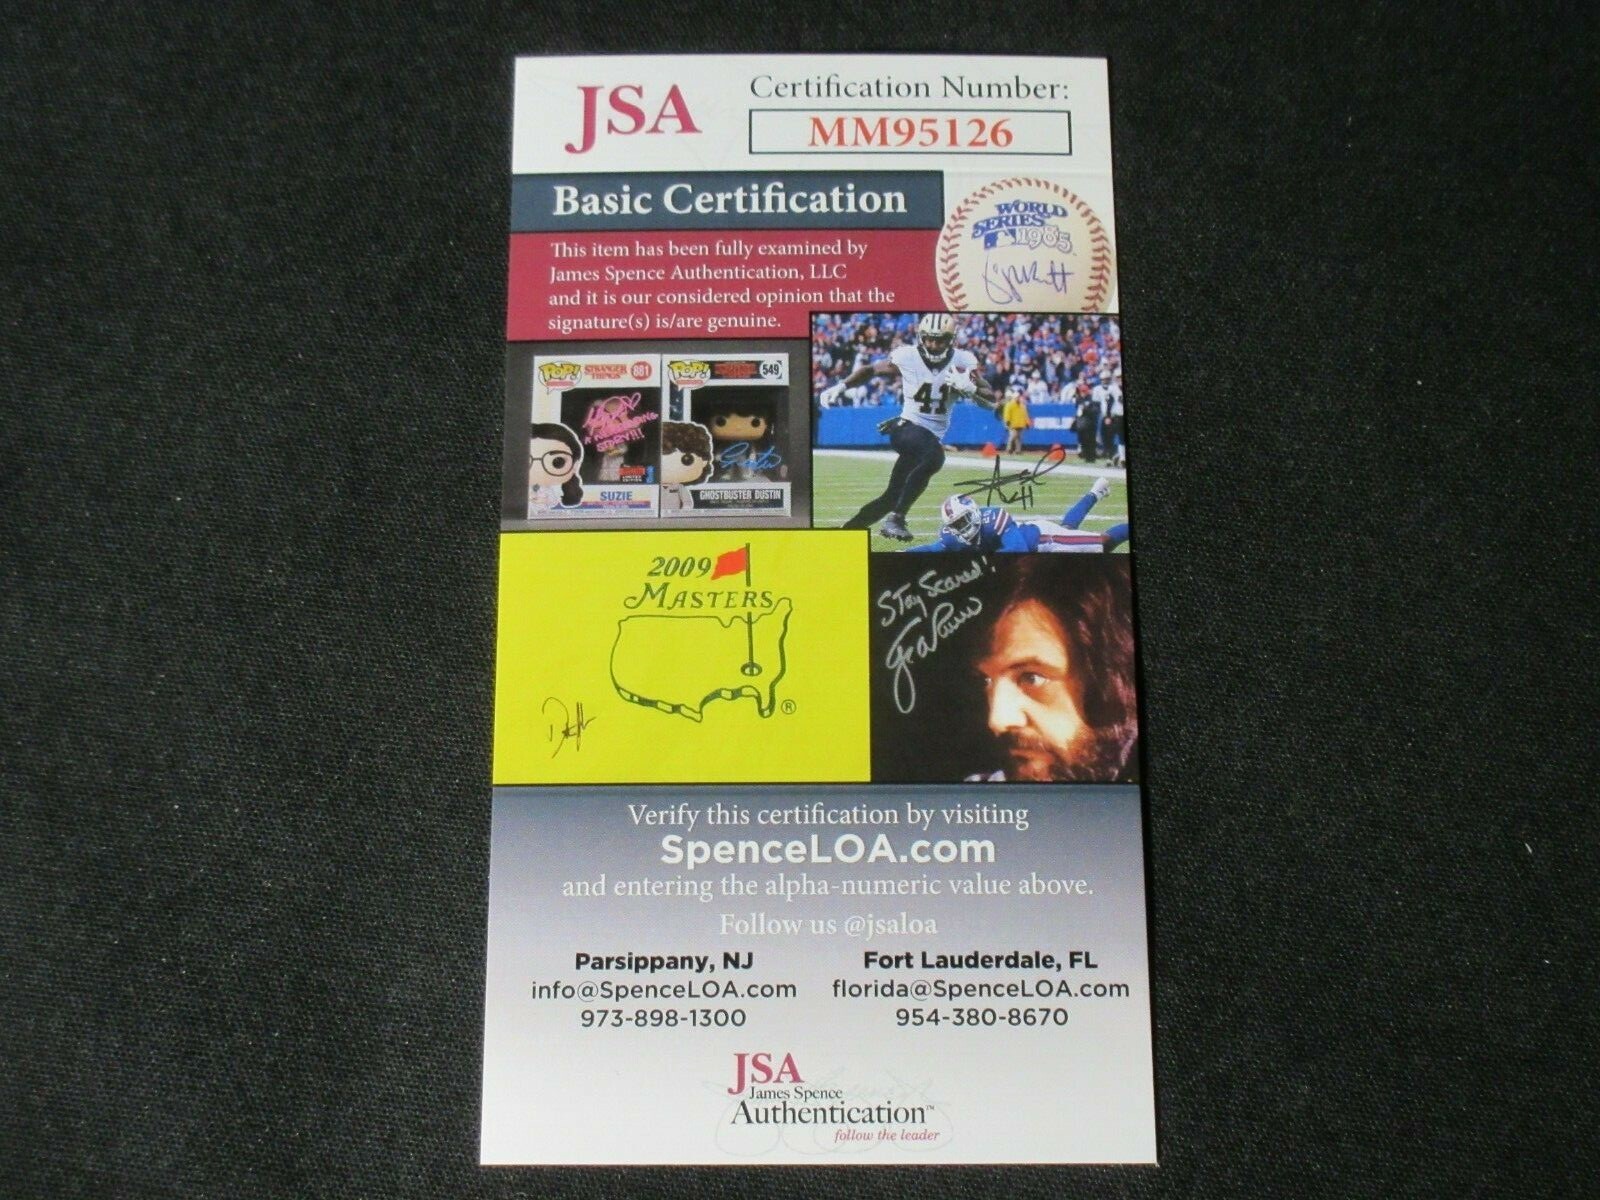 JSA
Certification Number:
MM95126
Basic Certification
This item has been fully examined by
James Spence Authentication, LLC
and it is our considered opinion that the
signature(s) is/are genuine.
WORLD
SERIES
1985
POP!
STRANGER
THINGS
881
POP!
549
SUZIE
GHOSTBUSTER DUSTIN
41
2009
MASTERS
®
Stay Scared!
Verify this certification by visiting
SpenceLOA.com
and entering the alpha-numeric value above.
Follow us @jsaloa
Parsippany, NJ
info@SpenceLOA.com
973-898-1300
Fort Lauderdale, FL
florida@SpenceLOA.com
954-380-8670
JSA
James Spence
Authentication™
follow the leader